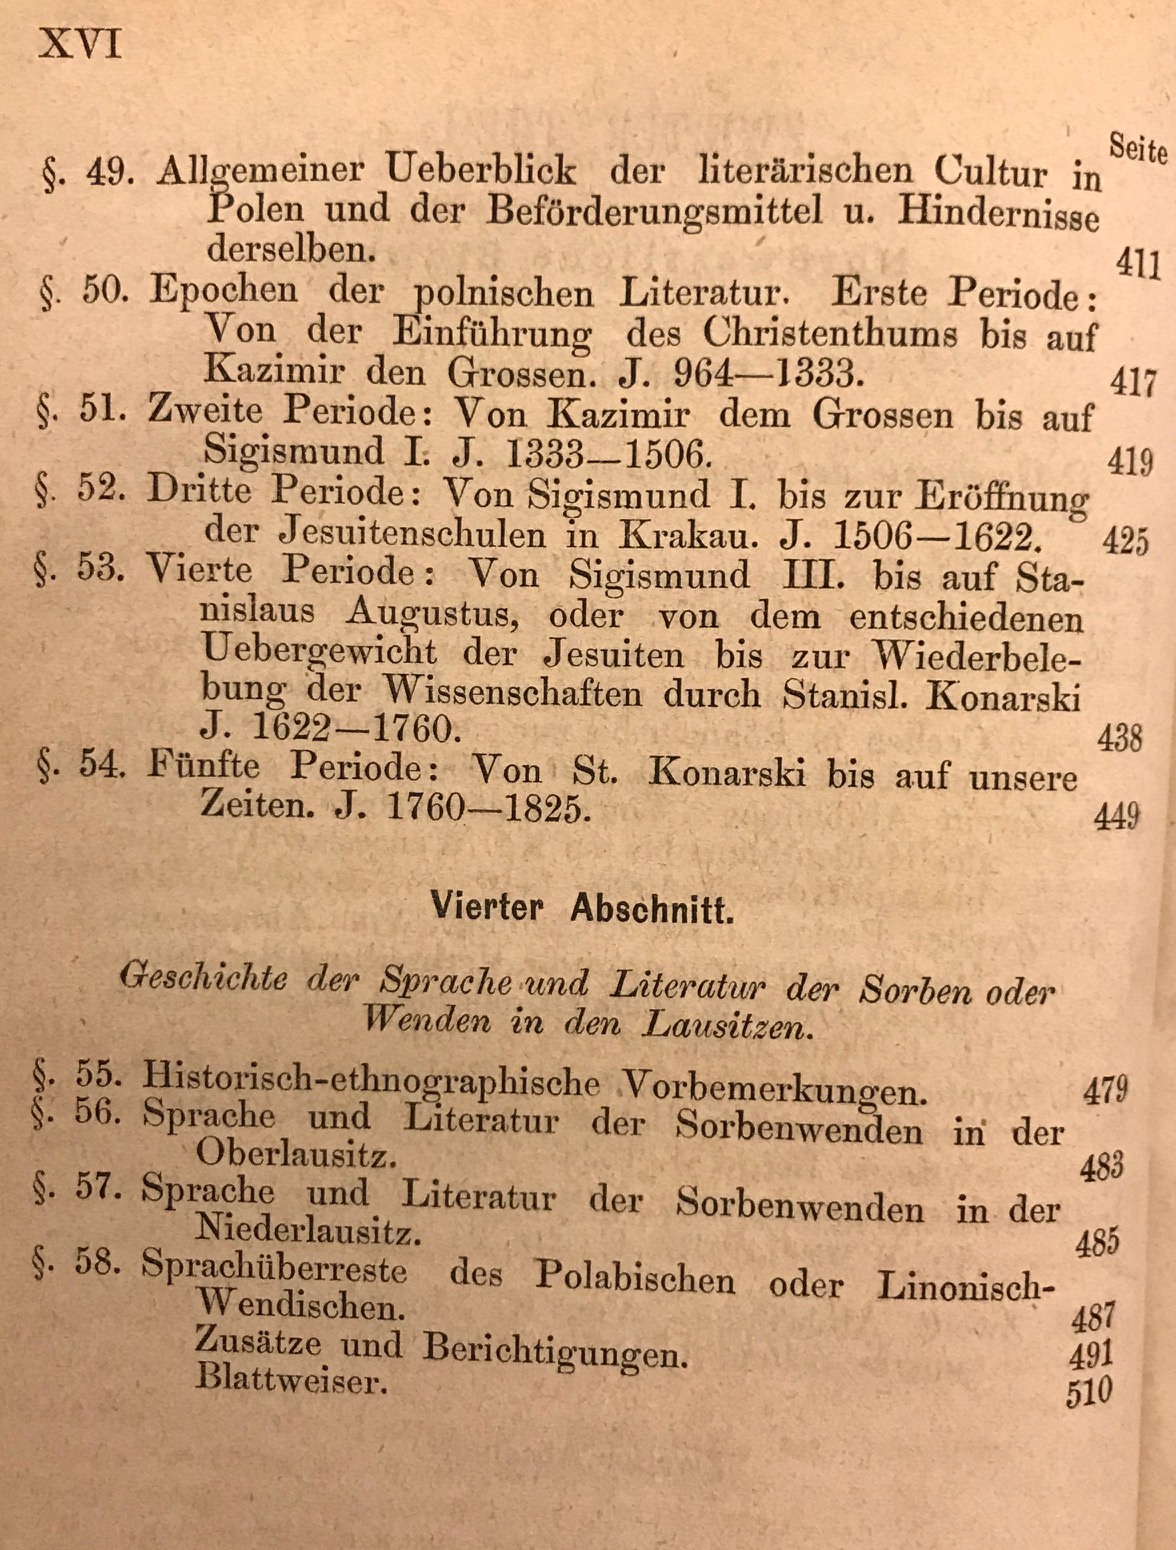 XVI
Seite
§. 49. Allgemeiner Ueberblick der literärischen Cultur in
Polen und der Beförderungsmittel u. Hindernisse
derselben. 411
§. 50. Epochen der polnischen Literatur. Erste Periode:
Von der Einführung des Christenthums bis auf
Kazimir den Grossen. J. 964—1333. 417
§. 51. Zweite Periode: Von Kazimir dem Grossen bis auf
Sigismund I. J. 1333—1506. 419
§. 52. Dritte Periode: Von Sigismund I. bis zur Eröffnung
der Jesuitenschulen in Krakau. J. 1506—1622. 425
§. 53. Vierte Periode: Von Sigismund III. bis auf Sta-
nislaus Augustus, oder von dem entschiedenen
Uebergewicht der Jesuiten bis zur Wiederbele-
bung der Wissenschaften durch Stanisl. Konarski
J. 1622—1760. 438
§. 54. Fünfte Periode: Von St. Konarski bis auf unsere
Zeiten. J. 1760—1825. 449
Vierter Abschnitt.
Geschichte der Sprache und Literatur der Sorben oder
Wenden in den Lausitzen.
§. 55. Historisch-ethnographische Vorbemerkungen. 479
§. 56. Sprache und Literatur der Sorbenwenden in der
Oberlausitz. 483
§. 57. Sprache und Literatur der Sorbenwenden in der
Niederlausitz. 485
§. 58. Sprachüberreste des Polabischen oder Linonisch-
Wendischen. 487
Zusätze und Berichtigungen. 491
Blattweiser. 510